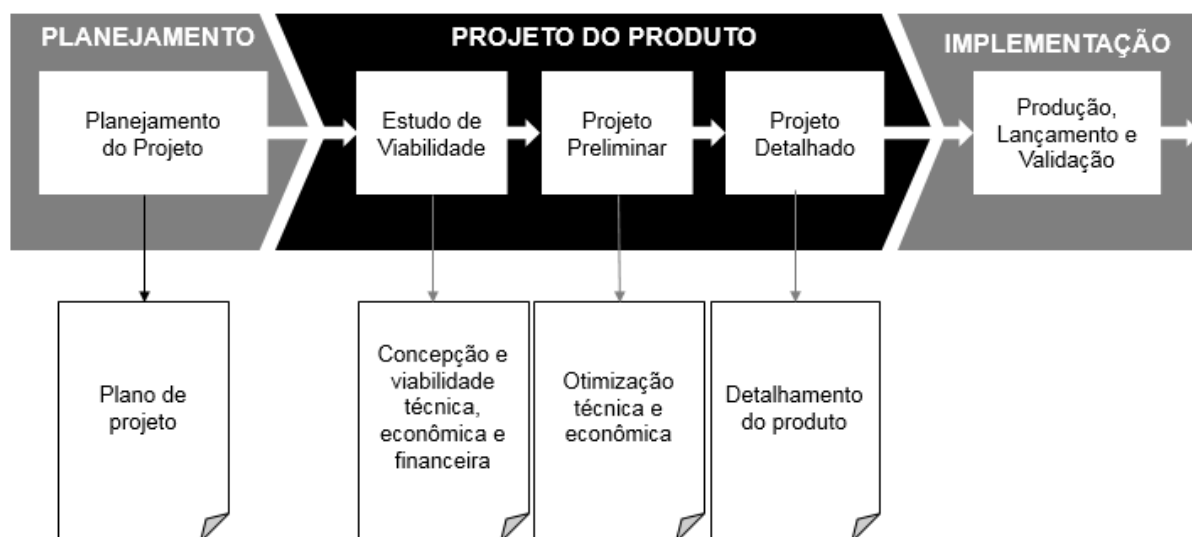 PLANEJAMENTO
PROJETO DO PRODUTO
IMPLEMENTAÇÃO
Planejamento
do Projeto
Estudo de
Viabilidade
Projeto
Preliminar
Projeto
Detalhado
Produção,
Lançamento e
Validação
Plano de
projeto
Concepção e
viabilidade
técnica,
econômica e
financeira
Otimização
técnica e
econômica
Detalhamento
do produto